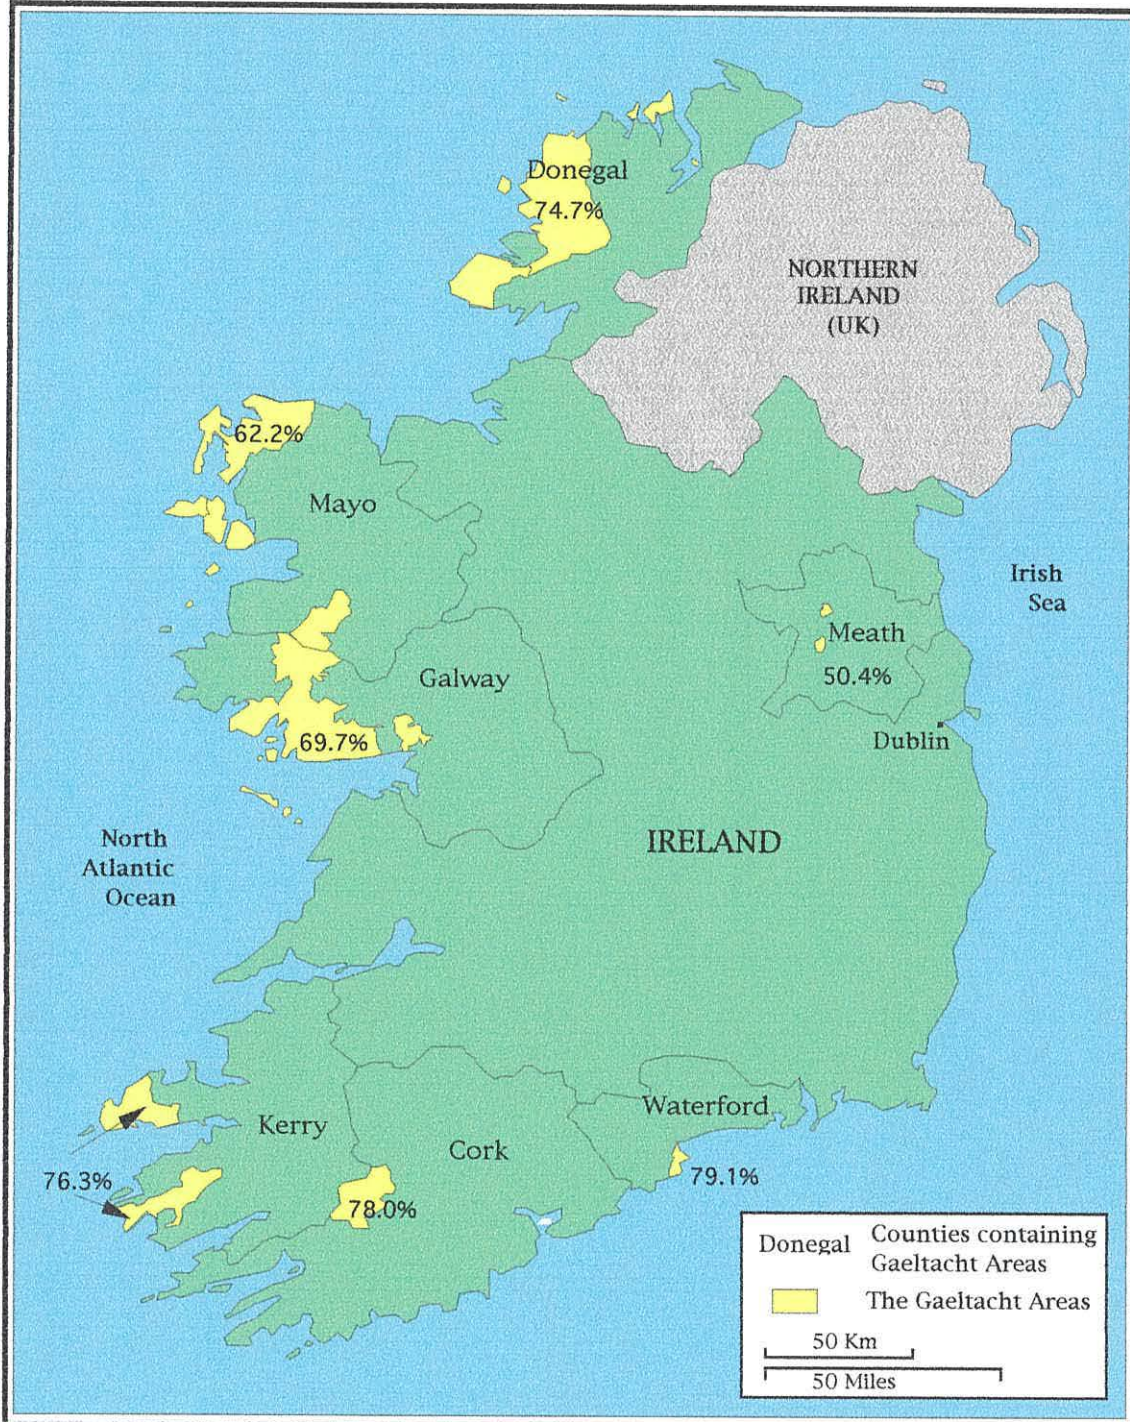 Donegal
74.7%
NORTHERN
IRELAND
(UK)
62.2%
Mayo
Irish
Sea
Meath
50.4%
Galway
69.7%
Dublin
North
Atlantic
Ocean
IRELAND
Kerry
76.3%
Cork
78.0%
Waterford
79.1%
Donegal
Counties containing
Gaeltacht Areas
The Gaeltacht Areas
50 Km
50 Miles